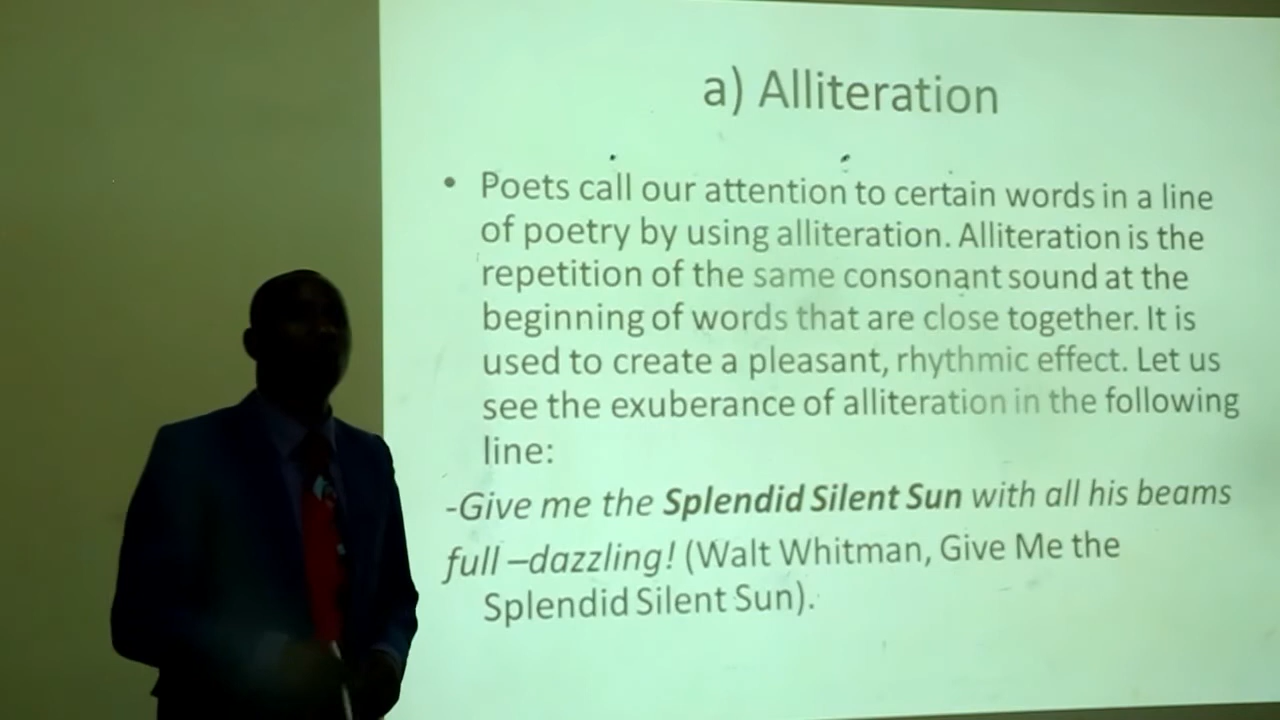 a) Alliteration
• Poets call our attention to certain words in a line
of poetry by using alliteration. Alliteration is the
repetition of the same consonant sound at the
beginning of words that are close together. It is
used to create a pleasant, rhythmic effect. Let us
see the exuberance of alliteration in the following
line:
-Give me the Splendid Silent Sun with all his beams
full –dazzling! (Walt Whitman, Give Me the
Splendid Silent Sun).